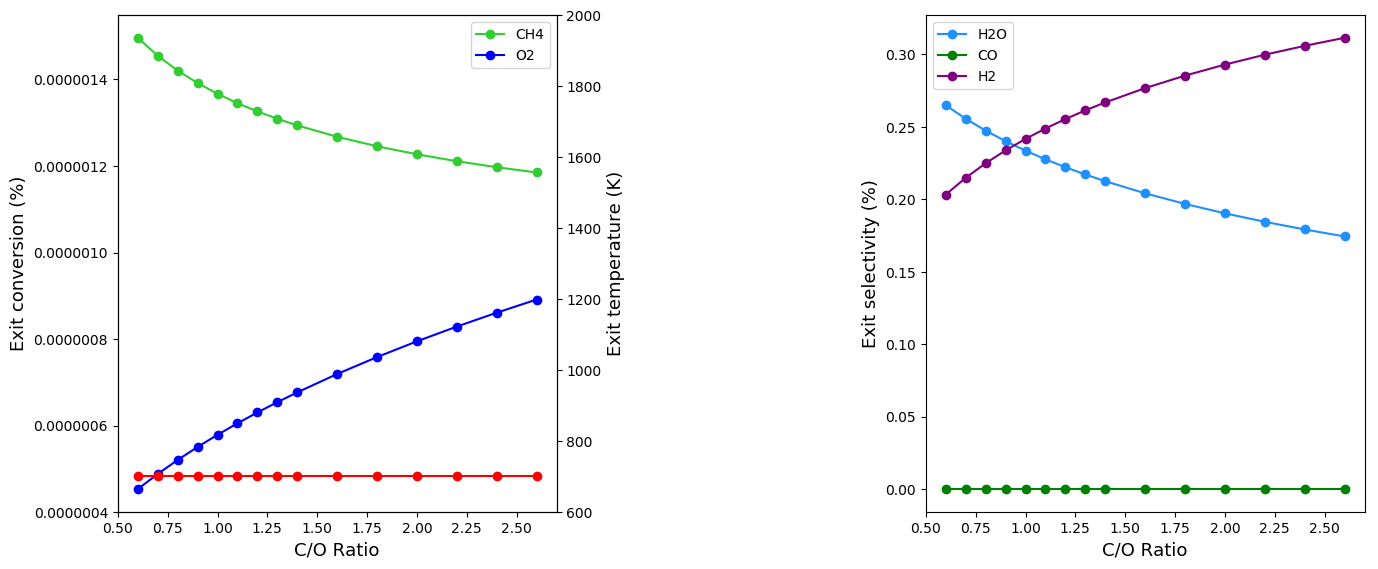 Exit conversion (%)
0.0000014
0.0000012
0.0000010
0.0000008
0.0000006
0.0000004
CH4
O2
2000
1800
1600
1400
1200
1000
800
600
Exit temperature (K)
0.50 0.75 1.00 1.25 1.50 1.75 2.00 2.25 2.50
C/O Ratio
Exit selectivity (%)
0.30
0.25
0.20
0.15
0.10
0.05
0.00
H2O
CO
H2
0.50 0.75 1.00 1.25 1.50 1.75 2.00 2.25 2.50
C/O Ratio